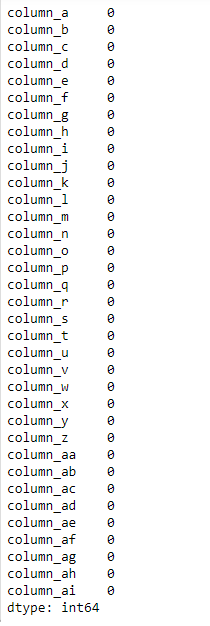 column_a     0
column_b     0
column_c     0
column_d     0
column_e     0
column_f     0
column_g     0
column_h     0
column_i     0
column_j     0
column_k     0
column_l     0
column_m     0
column_n     0
column_o     0
column_p     0
column_q     0
column_r     0
column_s     0
column_t     0
column_u     0
column_v     0
column_w     0
column_x     0
column_y     0
column_z     0
column_aa    0
column_ab    0
column_ac    0
column_ad    0
column_ae    0
column_af    0
column_ag    0
column_ah    0
column_ai    0
dtype: int64